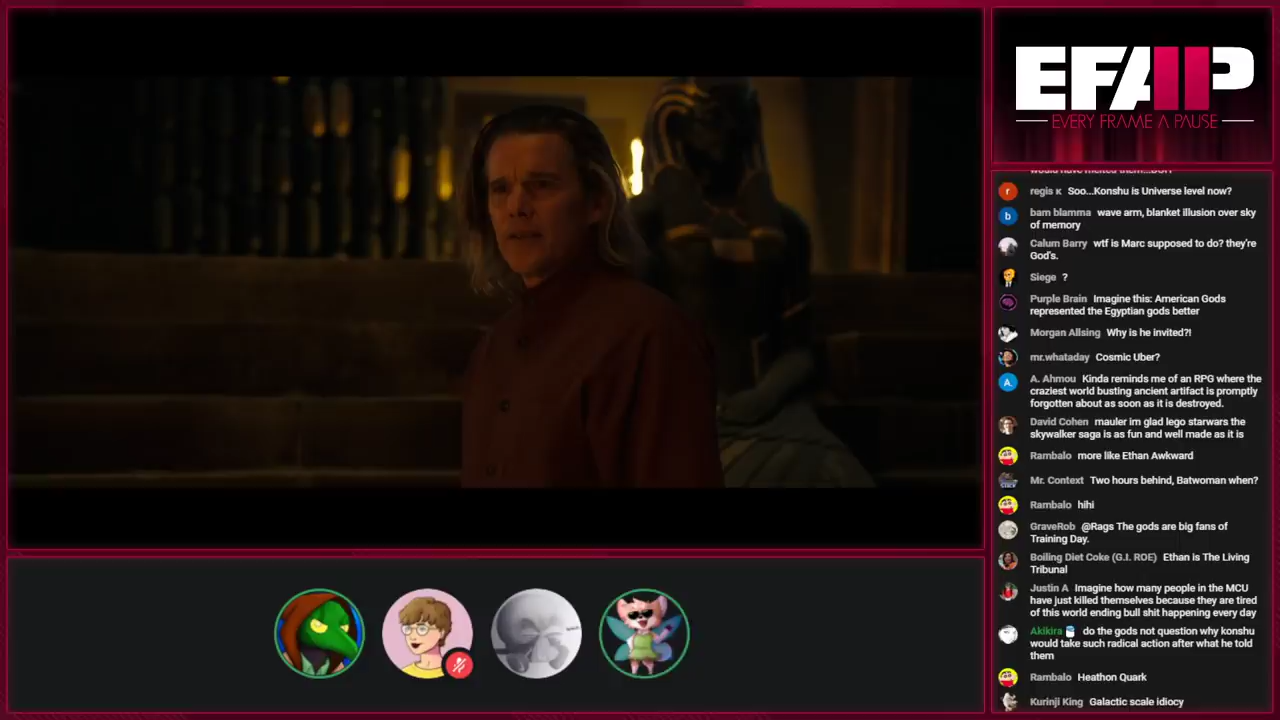 EFAP
EVERY FRAME A PAUSE
regis k Soo...Konshu is Universe level now?
bam blamma wave arm, blanket illusion over sky
of memory
Calum Barry wtf is Marc supposed to do? they're
God's.
Siege ?
Purple Brain Imagine this: American Gods
represented the Egyptian gods better
Morgan Allsing Why is he invited?!
mr.whataday Cosmic Uber?
A. Ahmou Kinda reminds me of an RPG where the
craziest world busting ancient artifact is promptly
forgotten about as soon as it is destroyed.
David Cohen mauler im glad lego starwars the
skywalker saga is as fun and well made as it is
Rambalo more like Ethan Awkward
Mr. Context Two hours behind, Batwoman when?
Rambalo hihi
GraveRob @Rags The gods are big fans of
Training Day.
Boiling Diet Coke (G.I. ROE) Ethan is The Living
Tribunal
Justin A Imagine how many people in the MCU
have just killed themselves because they are tired
of this world ending bull shit happening every day
Akikira do the gods not question why konshu
would take such radical action after what he told
them
Rambalo Heathon Quark
Kurinji King Galactic scale idiocy